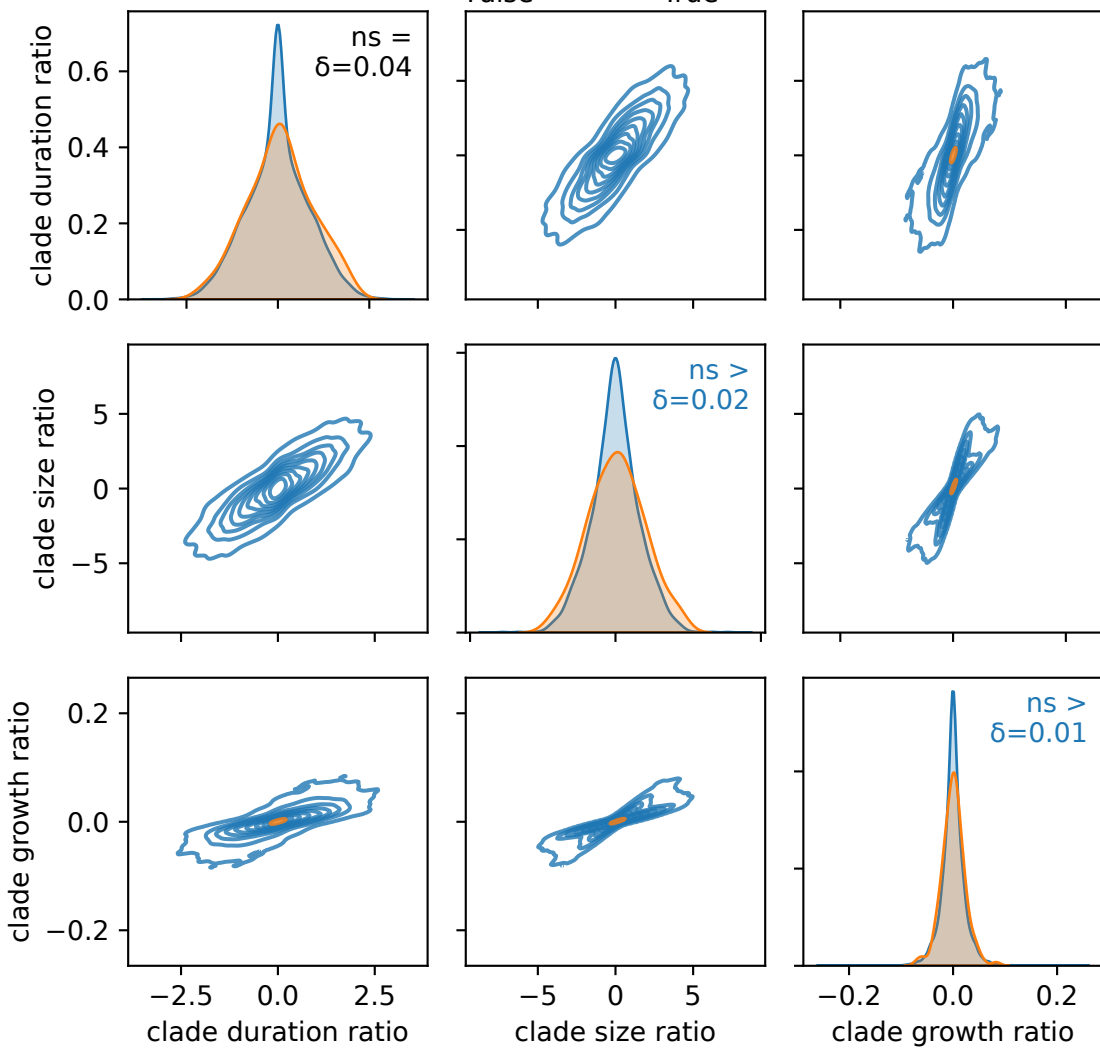 clade duration ratio
0.6
0.4
0.2
0.0
ns =
δ=0.04
clade size ratio
5
0
−5
ns >
δ=0.02
clade growth ratio
0.2
0.0
−0.2
ns >
δ=0.01
−2.5 0.0 2.5
−5 0 5
−0.2 0.0 0.2
clade duration ratio
clade size ratio
clade growth ratio